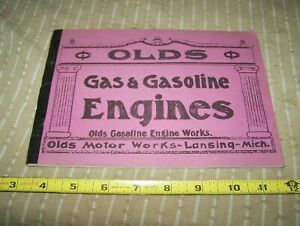 OLDS
Gas & Gasoline
Engines
Olds Gasoline Engine Works.
Olds Motor Works-Lansing-Mich.
3 4 5 6 7 8 9 10 11